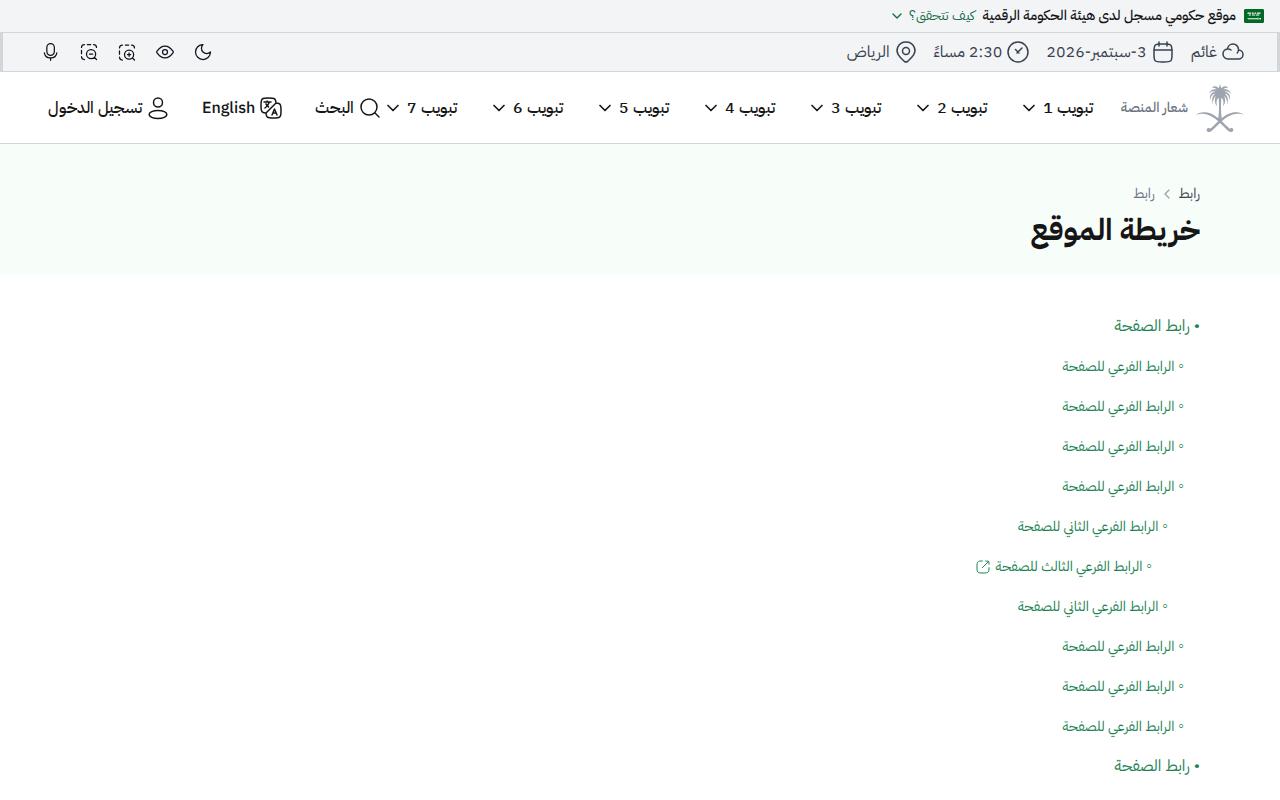 موقع حكومي مسجل لدى هيئة الحكومة الرقمية كيف تتحقق؟
غائم 3-سبتمبر-2026 2:30 مساءً الرياض
شعار المنصة تبويب 1 تبويب 2 تبويب 3 تبويب 4 تبويب 5 تبويب 6 تبويب 7 البحث English تسجيل الدخول
رابط رابط
خريطة الموقع
• رابط الصفحة
◦ الرابط الفرعي للصفحة
◦ الرابط الفرعي للصفحة
◦ الرابط الفرعي للصفحة
◦ الرابط الفرعي للصفحة
◦ الرابط الفرعي الثاني للصفحة
◦ الرابط الفرعي الثالث للصفحة
◦ الرابط الفرعي الثاني للصفحة
◦ الرابط الفرعي للصفحة
◦ الرابط الفرعي للصفحة
◦ الرابط الفرعي للصفحة
• رابط الصفحة